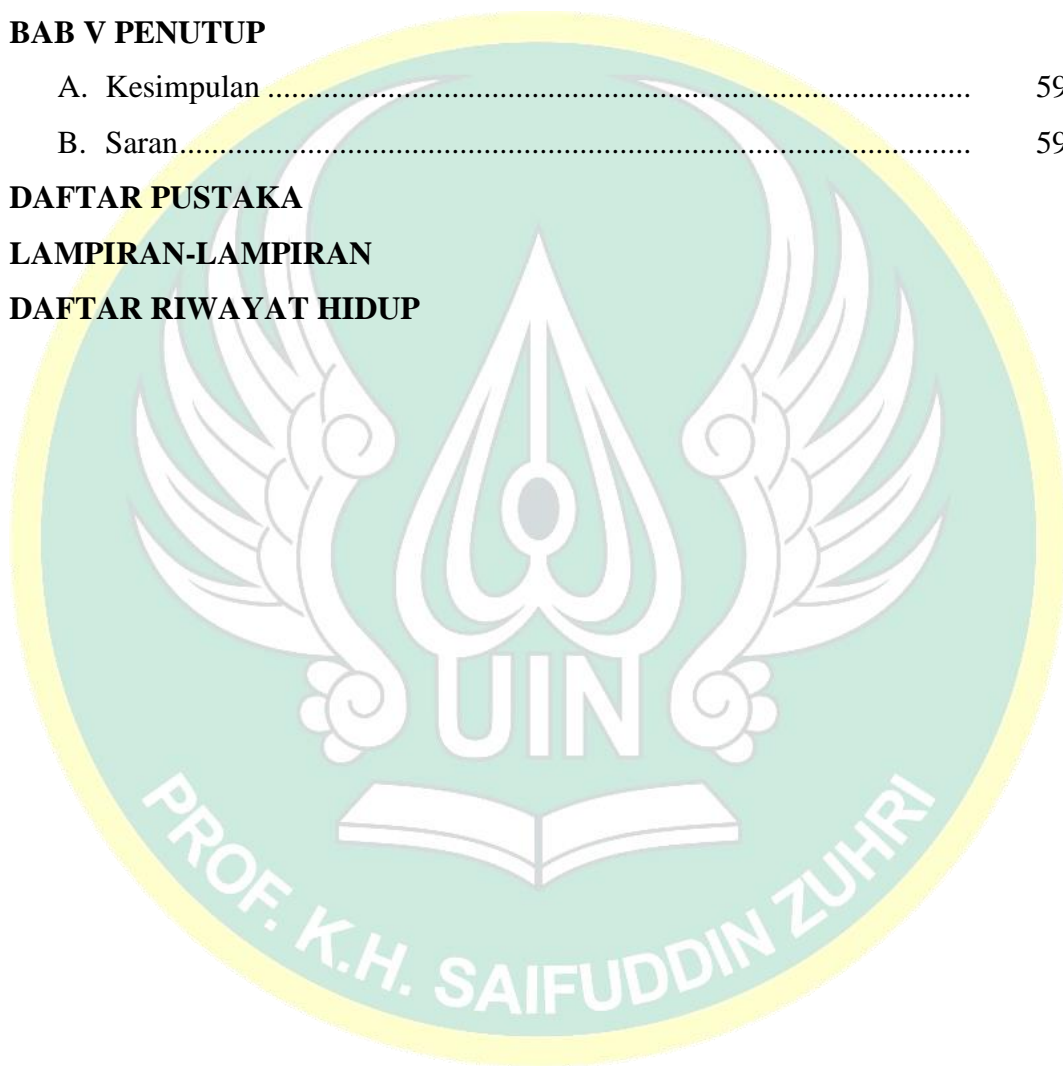 BAB V PENUTUP
A. Kesimpulan ........................................................................... 59
B. Saran.................................................................................... 59
DAFTAR PUSTAKA
LAMPIRAN-LAMPIRAN
DAFTAR RIWAYAT HIDUP
UIN
PROF. K.H. SAIFUDDIN ZUHRI